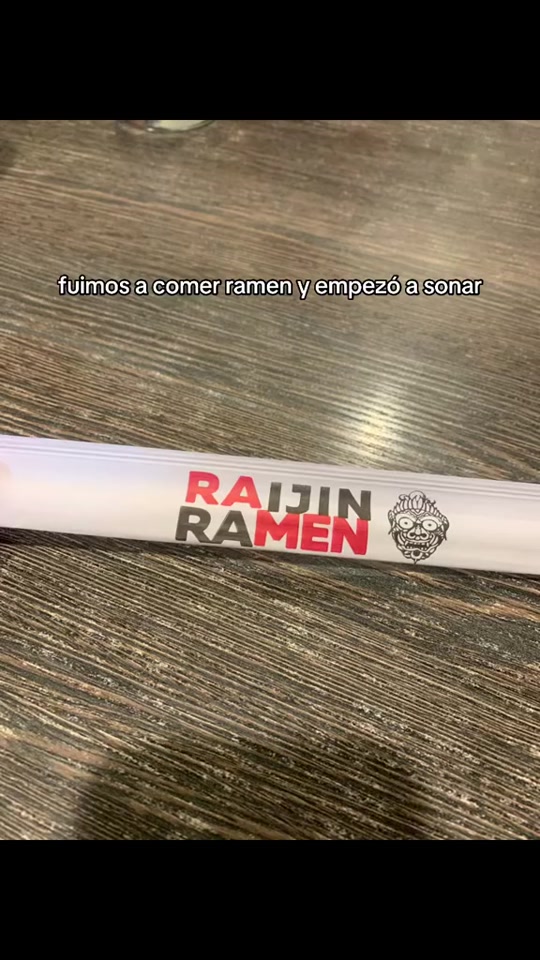 fuimos a comer ramen y empezó a sonar
RAIJIN
RAMEN